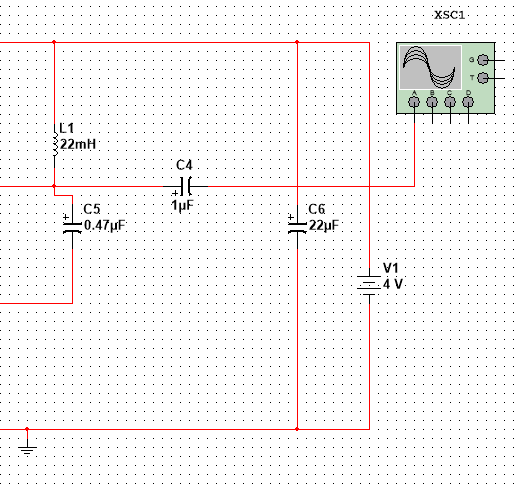 XSC1
G
T
A B C D
L1
22mH
C4
1µF
C5
0.47µF
C6
22µF
V1
4 V